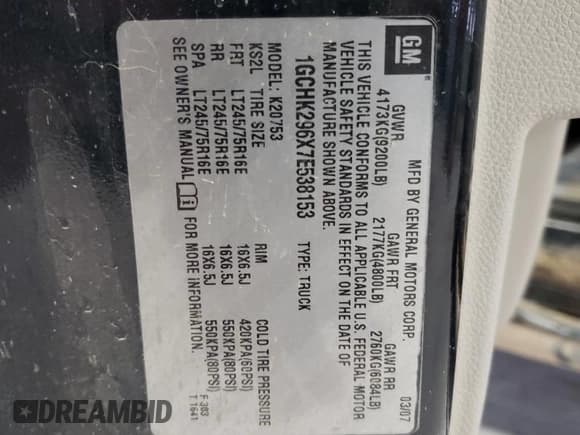 GM
MFD BY GENERAL MOTORS CORP. 03/07
GVWR GAWR FRT GAWR RR
4173KG(9200LB) 2177KG(4800LB) 2760KG(6084LB)
THIS VEHICLE CONFORMS TO ALL APPLICABLE U.S. FEDERAL MOTOR
VEHICLE SAFETY STANDARDS IN EFFECT ON THE DATE OF
MANUFACTURE SHOWN ABOVE.
1GCHK296X7E538153 TYPE: TRUCK
MODEL: K20753
KS2L TIRE SIZE RIM COLD TIRE PRESSURE
FRT LT245/75R16E 16X6.5J 420KPA(60PSI)
RR LT245/75R16E 16X6.5J 550KPA(80PSI)
SPA LT245/75R16E 16X6.5J 550KPA(80PSI)
SEE OWNER'S MANUAL i FOR MORE INFORMATION.
F 383
T 1641
DREAMBID